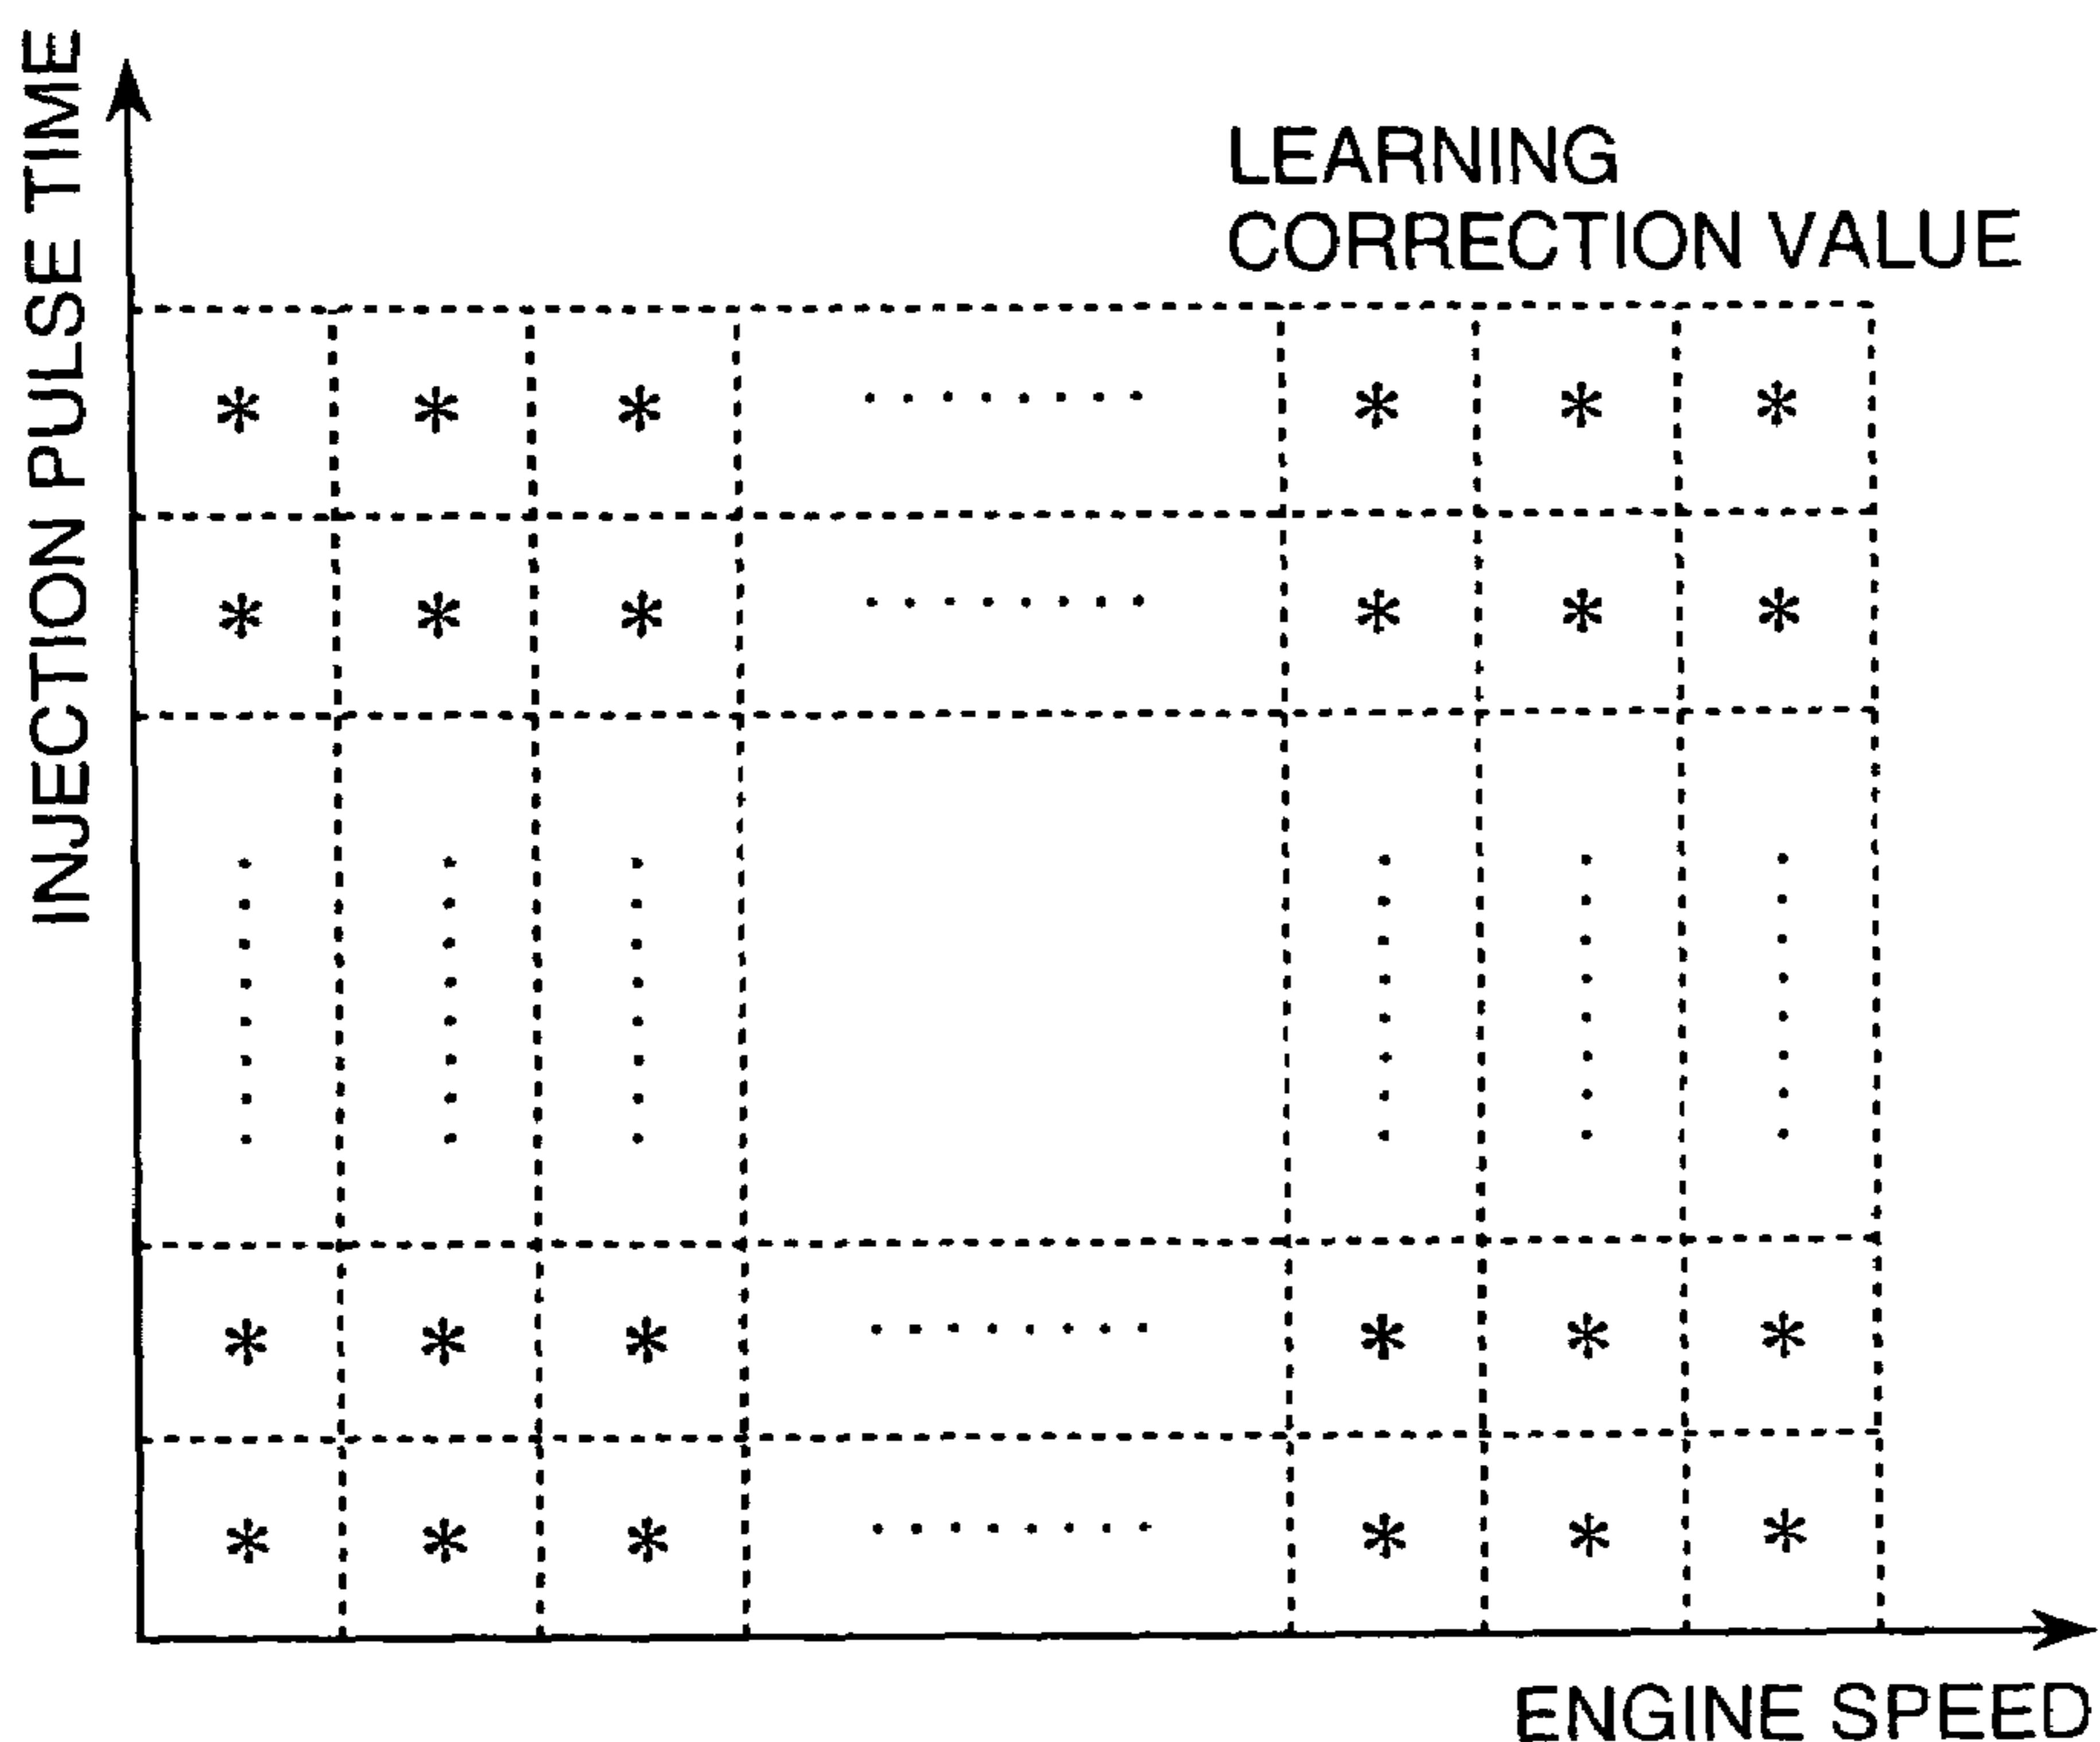 INJECTION PULSE TIME
LEARNING
CORRECTION VALUE
* * * ........ * * *
* * * ........ * * *
* * * ........ * * *
* * * ........ * * *
ENGINE SPEED